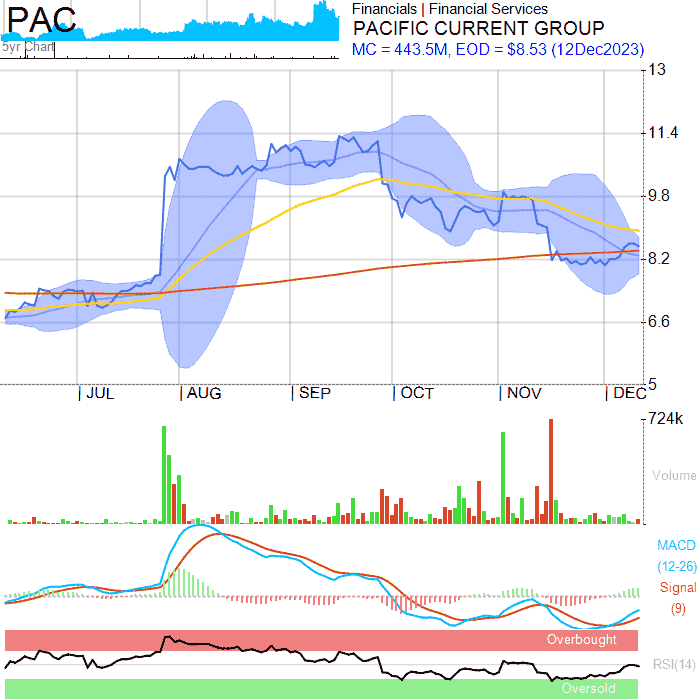 PAC
5yr Chart
Financials | Financial Services
PACIFIC CURRENT GROUP
MC = 443.5M, EOD = $8.53 (12Dec2023)
13
11.4
9.8
8.2
6.6
5
JUL
AUG
SEP
OCT
NOV
DEC
724k
Volume
MACD
(12-26)
Signal
(9)
Overbought
RSI(14)
Oversold